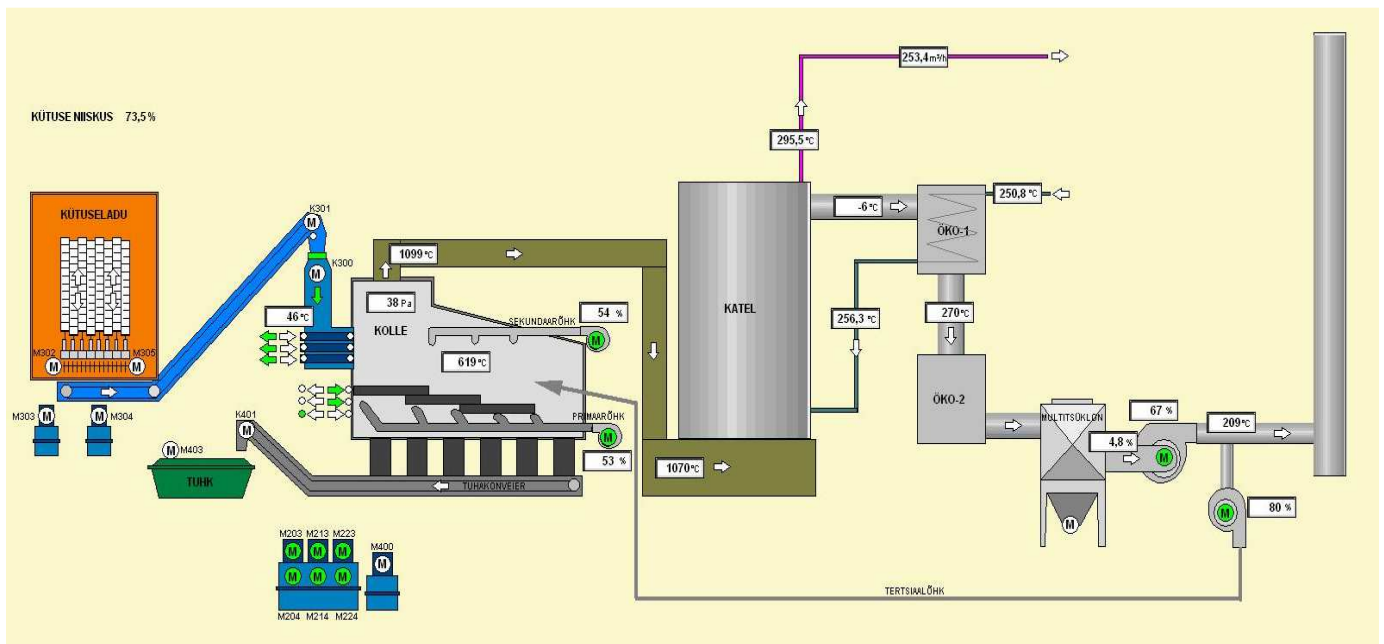 253,4 m³/h
KÜTUSE NIISKUS 73,5 %
295,5 °C
KÜTUSELADU
K301
-6 °C
250,8 °C
ÖKO-1
1099 °C
K300
38 Pa
46 °C
KOLLE
SEKUNDAARÕHK
54 %
KATEL
256,3 °C
270 °C
M302
M305
619 °C
ÖKO-2
M303
M304
K401
PRIMAARÕHK
MULTITSÜKLON
67 %
M
M403
53 %
1070 °C
4,8 %
209 °C
TUHK
TUHAKONVEIER
80 %
M203 M213 M223
M400
M204 M214 M224
TERTSIAALÕHK